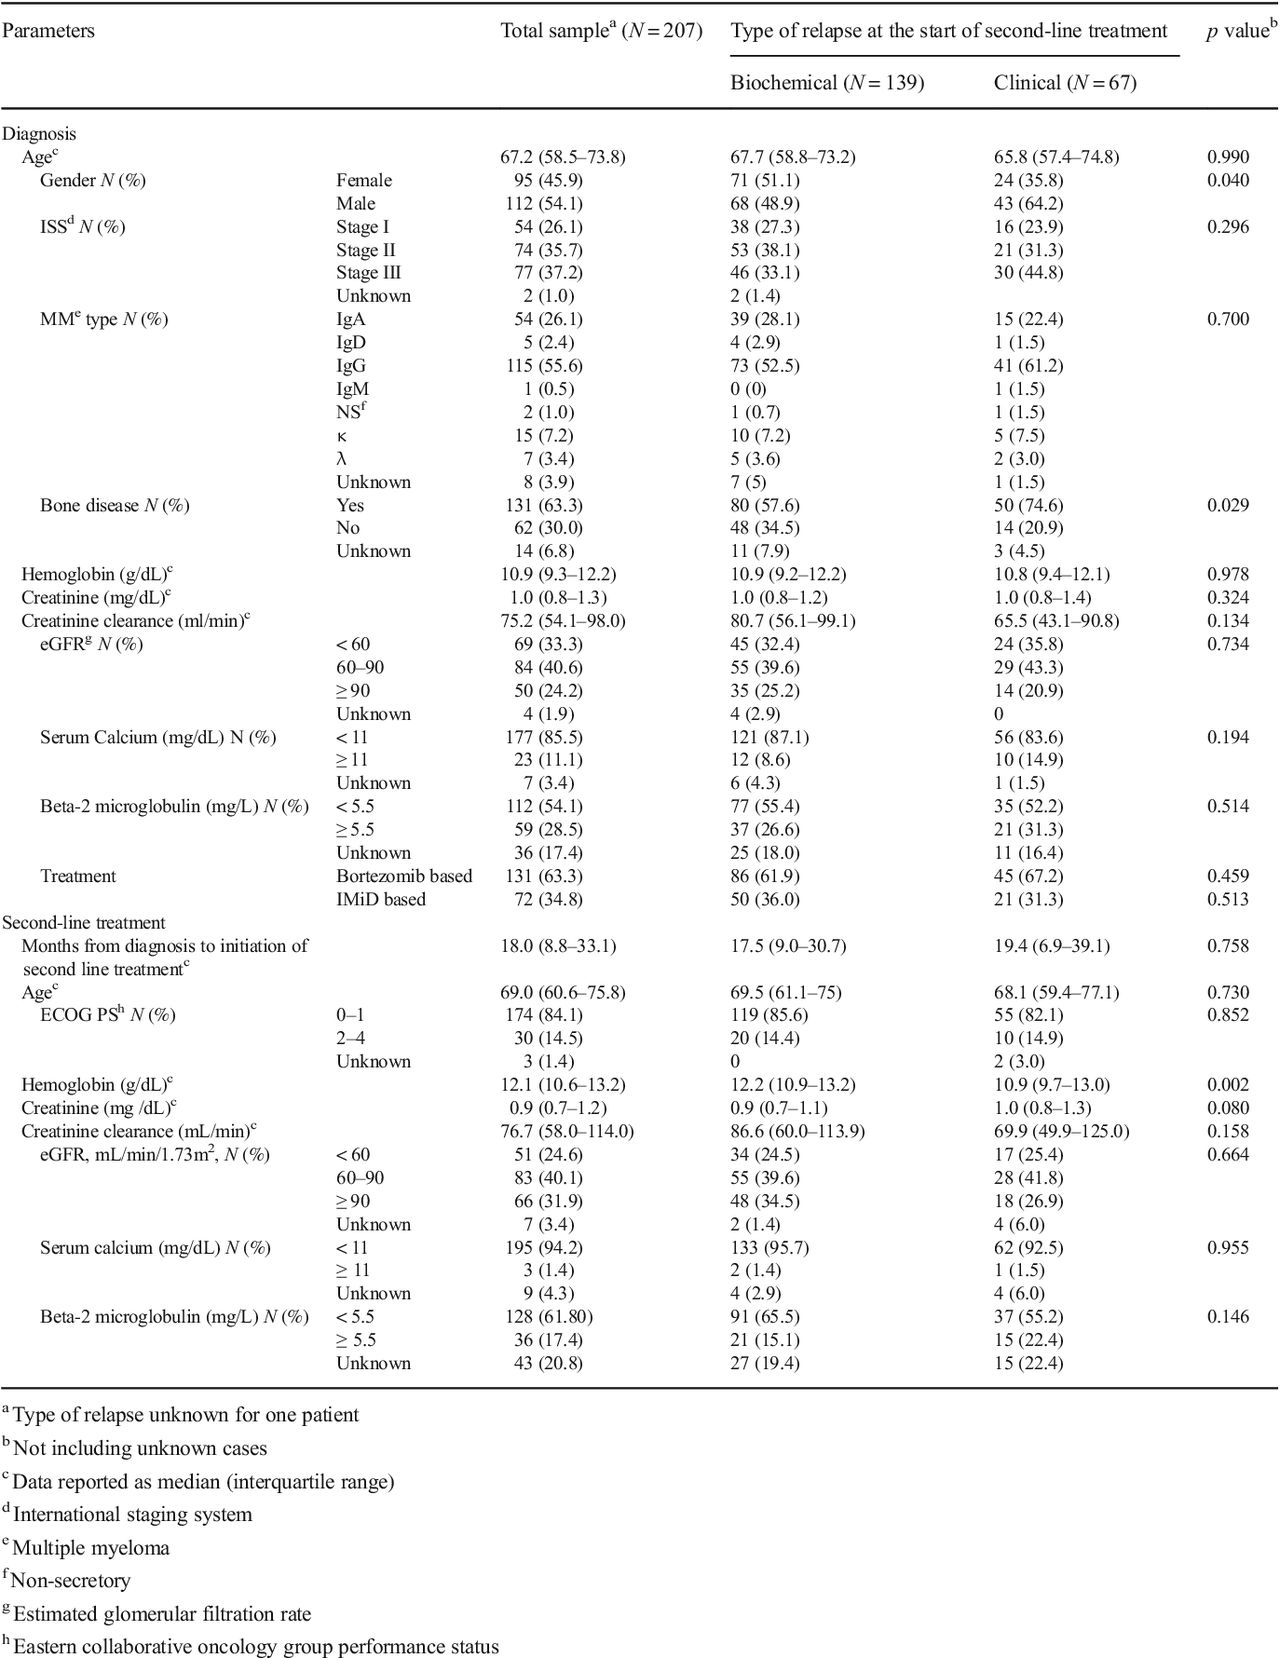 Parameters Total sampleᵃ (N = 207) Type of relapse at the start of second-line treatment p valueᵇ
Biochemical (N = 139) Clinical (N = 67)
Diagnosis
Ageᶜ 67.2 (58.5–73.8) 67.7 (58.8–73.2) 65.8 (57.4–74.8) 0.990
Gender N (%) Female 95 (45.9) 71 (51.1) 24 (35.8) 0.040
Male 112 (54.1) 68 (48.9) 43 (64.2)
ISSᵈ N (%) Stage I 54 (26.1) 38 (27.3) 16 (23.9) 0.296
Stage II 74 (35.7) 53 (38.1) 21 (31.3)
Stage III 77 (37.2) 46 (33.1) 30 (44.8)
Unknown 2 (1.0) 2 (1.4)
MMᵉ type N (%) IgA 54 (26.1) 39 (28.1) 15 (22.4) 0.700
IgD 5 (2.4) 4 (2.9) 1 (1.5)
IgG 115 (55.6) 73 (52.5) 41 (61.2)
IgM 1 (0.5) 0 (0) 1 (1.5)
NSᶠ 2 (1.0) 1 (0.7) 1 (1.5)
κ 15 (7.2) 10 (7.2) 5 (7.5)
λ 7 (3.4) 5 (3.6) 2 (3.0)
Unknown 8 (3.9) 7 (5) 1 (1.5)
Bone disease N (%) Yes 131 (63.3) 80 (57.6) 50 (74.6) 0.029
No 62 (30.0) 48 (34.5) 14 (20.9)
Unknown 14 (6.8) 11 (7.9) 3 (4.5)
Hemoglobin (g/dL)ᶜ 10.9 (9.3–12.2) 10.9 (9.2–12.2) 10.8 (9.4–12.1) 0.978
Creatinine (mg/dL)ᶜ 1.0 (0.8–1.3) 1.0 (0.8–1.2) 1.0 (0.8–1.4) 0.324
Creatinine clearance (ml/min)ᶜ 75.2 (54.1–98.0) 80.7 (56.1–99.1) 65.5 (43.1–90.8) 0.134
eGFRᵍ N (%) < 60 69 (33.3) 45 (32.4) 24 (35.8) 0.734
60–90 84 (40.6) 55 (39.6) 29 (43.3)
≥ 90 50 (24.2) 35 (25.2) 14 (20.9)
Unknown 4 (1.9) 4 (2.9) 0
Serum Calcium (mg/dL) N (%) < 11 177 (85.5) 121 (87.1) 56 (83.6) 0.194
≥ 11 23 (11.1) 12 (8.6) 10 (14.9)
Unknown 7 (3.4) 6 (4.3) 1 (1.5)
Beta-2 microglobulin (mg/L) N (%) < 5.5 112 (54.1) 77 (55.4) 35 (52.2) 0.514
≥ 5.5 59 (28.5) 37 (26.6) 21 (31.3)
Unknown 36 (17.4) 25 (18.0) 11 (16.4)
Treatment Bortezomib based 131 (63.3) 86 (61.9) 45 (67.2) 0.459
IMiD based 72 (34.8) 50 (36.0) 21 (31.3) 0.513
Second-line treatment
Months from diagnosis to initiation of 18.0 (8.8–33.1) 17.5 (9.0–30.7) 19.4 (6.9–39.1) 0.758
second line treatmentᶜ
Ageᶜ 69.0 (60.6–75.8) 69.5 (61.1–75) 68.1 (59.4–77.1) 0.730
ECOG PSʰ N (%) 0–1 174 (84.1) 119 (85.6) 55 (82.1) 0.852
2–4 30 (14.5) 20 (14.4) 10 (14.9)
Unknown 3 (1.4) 0 2 (3.0)
Hemoglobin (g/dL)ᶜ 12.1 (10.6–13.2) 12.2 (10.9–13.2) 10.9 (9.7–13.0) 0.002
Creatinine (mg /dL)ᶜ 0.9 (0.7–1.2) 0.9 (0.7–1.1) 1.0 (0.8–1.3) 0.080
Creatinine clearance (mL/min)ᶜ 76.7 (58.0–114.0) 86.6 (60.0–113.9) 69.9 (49.9–125.0) 0.158
eGFR, mL/min/1.73m², N (%) < 60 51 (24.6) 34 (24.5) 17 (25.4) 0.664
60–90 83 (40.1) 55 (39.6) 28 (41.8)
≥ 90 66 (31.9) 48 (34.5) 18 (26.9)
Unknown 7 (3.4) 2 (1.4) 4 (6.0)
Serum calcium (mg/dL) N (%) < 11 195 (94.2) 133 (95.7) 62 (92.5) 0.955
≥ 11 3 (1.4) 2 (1.4) 1 (1.5)
Unknown 9 (4.3) 4 (2.9) 4 (6.0)
Beta-2 microglobulin (mg/L) N (%) < 5.5 128 (61.80) 91 (65.5) 37 (55.2) 0.146
≥ 5.5 36 (17.4) 21 (15.1) 15 (22.4)
Unknown 43 (20.8) 27 (19.4) 15 (22.4)
ᵃ Type of relapse unknown for one patient
ᵇ Not including unknown cases
ᶜ Data reported as median (interquartile range)
ᵈ International staging system
ᵉ Multiple myeloma
ᶠ Non-secretory
ᵍ Estimated glomerular filtration rate
ʰ Eastern collaborative oncology group performance status